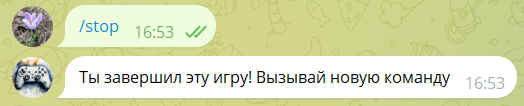 /stop 16:53
Ты завершил эту игру! Вызывай новую команду 16:53